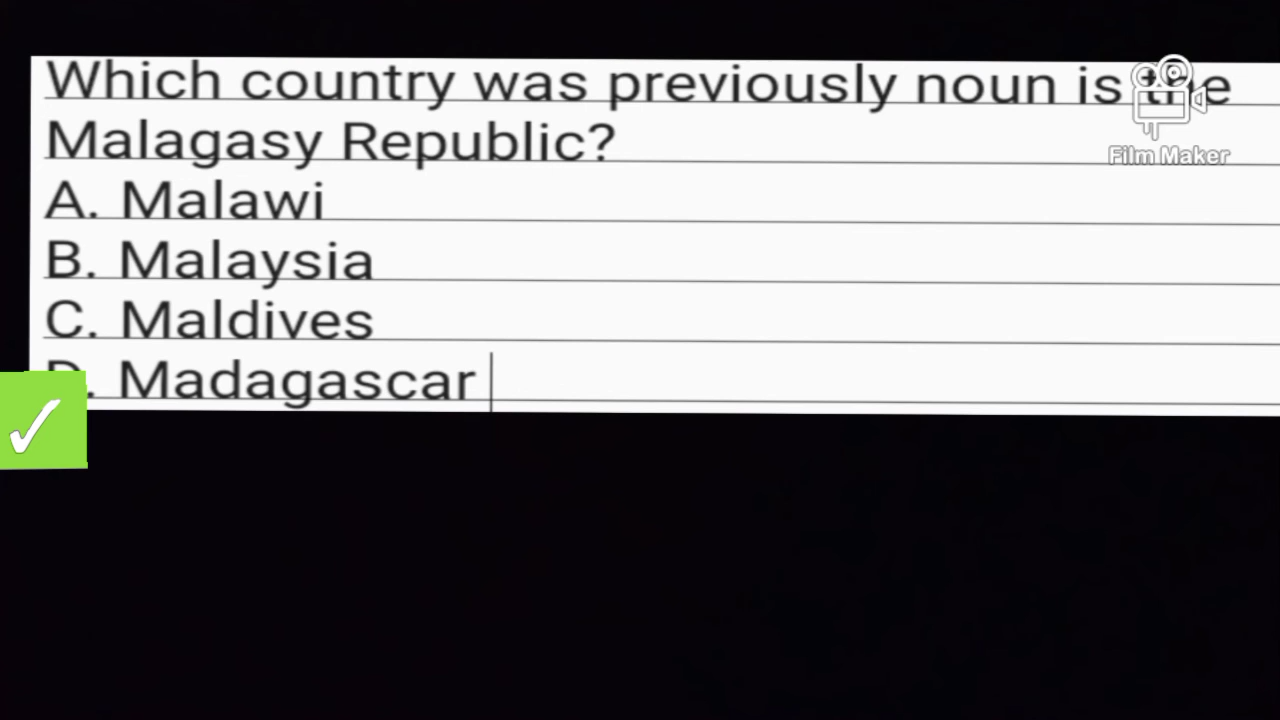 Which country was previously noun is the
Malagasy Republic?
Film Maker
A. Malawi
B. Malaysia
C. Maldives
D. Madagascar